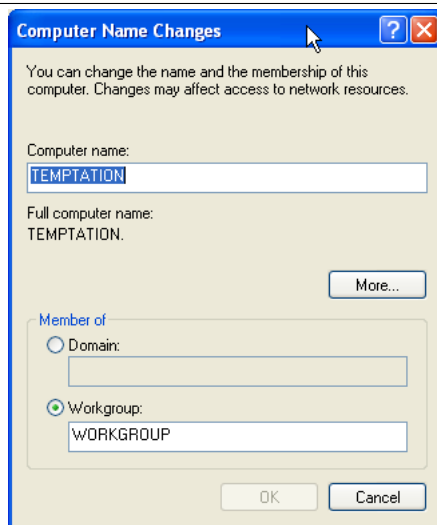 Computer Name Changes
You can change the name and the membership of this
computer. Changes may affect access to network resources.
Computer name:
TEMPTATION
Full computer name:
TEMPTATION.
More...
Member of
Domain:
Workgroup:
WORKGROUP
OK
Cancel